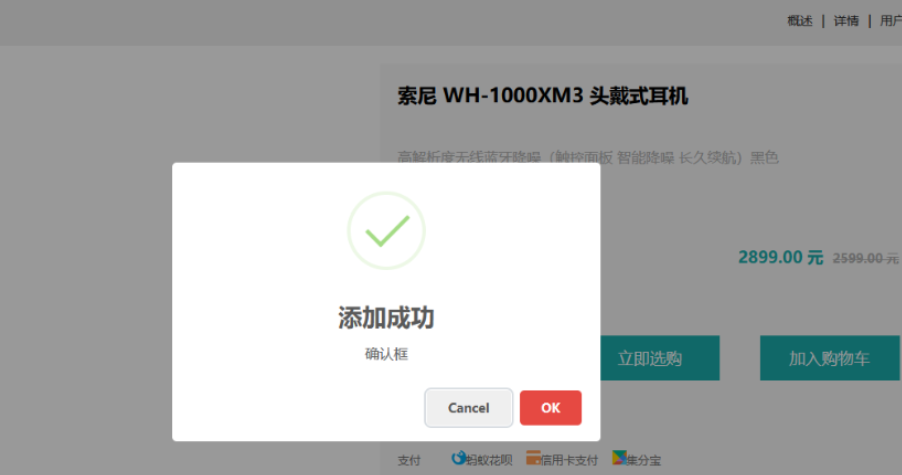 概述 | 详情 | 用户
索尼 WH-1000XM3 头戴式耳机
高解析度无线蓝牙降噪（触控面板 智能降噪 长久续航）黑色
2899.00 元 2599.00 元
添加成功
确认框
Cancel OK
立即选购 加入购物车
支付 蚂蚁花呗 信用卡支付 集分宝